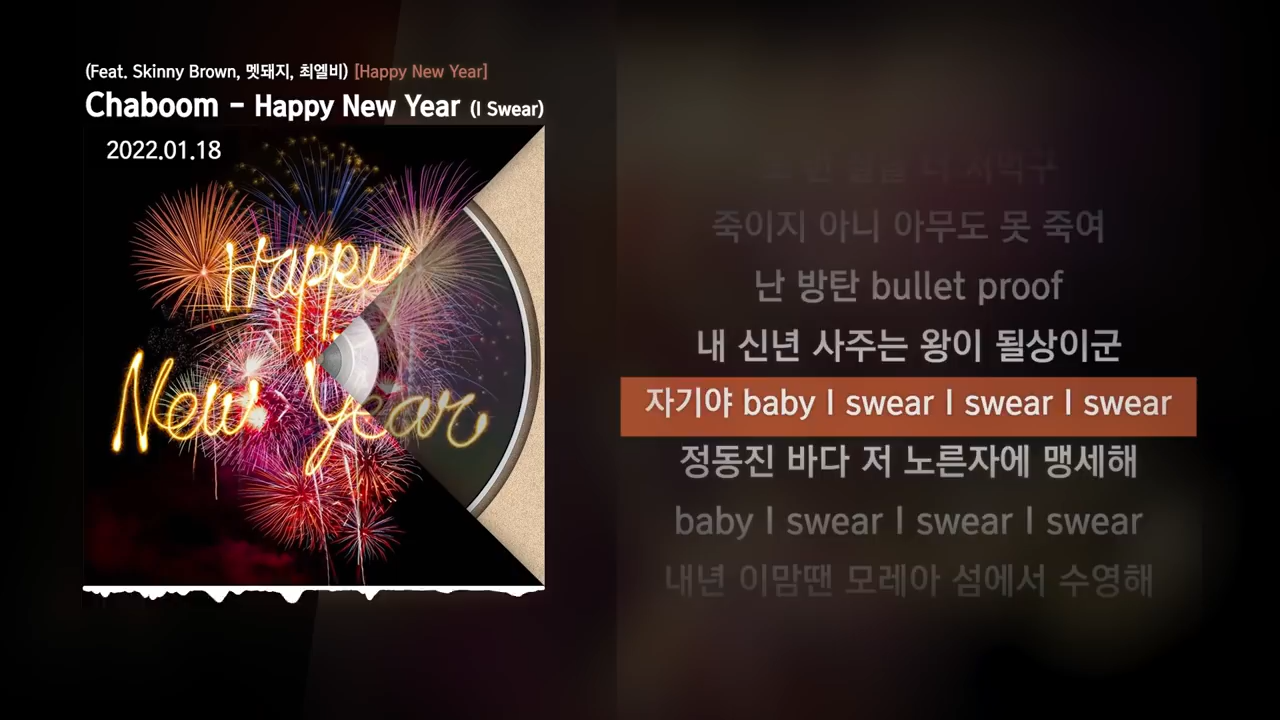 (Feat. Skinny Brown, 멧돼지, 최엘비) [Happy New Year]
Chaboom - Happy New Year (I Swear)
2022.01.18
Happy
New Year
죽이지 아니 아무도 못 죽여
난 방탄 bullet proof
내 신년 사주는 왕이 될상이군
자기야 baby I swear I swear I swear
정동진 바다 저 노른자에 맹세해
baby I swear I swear I swear
내년 이맘땐 모레아 섬에서 수영해